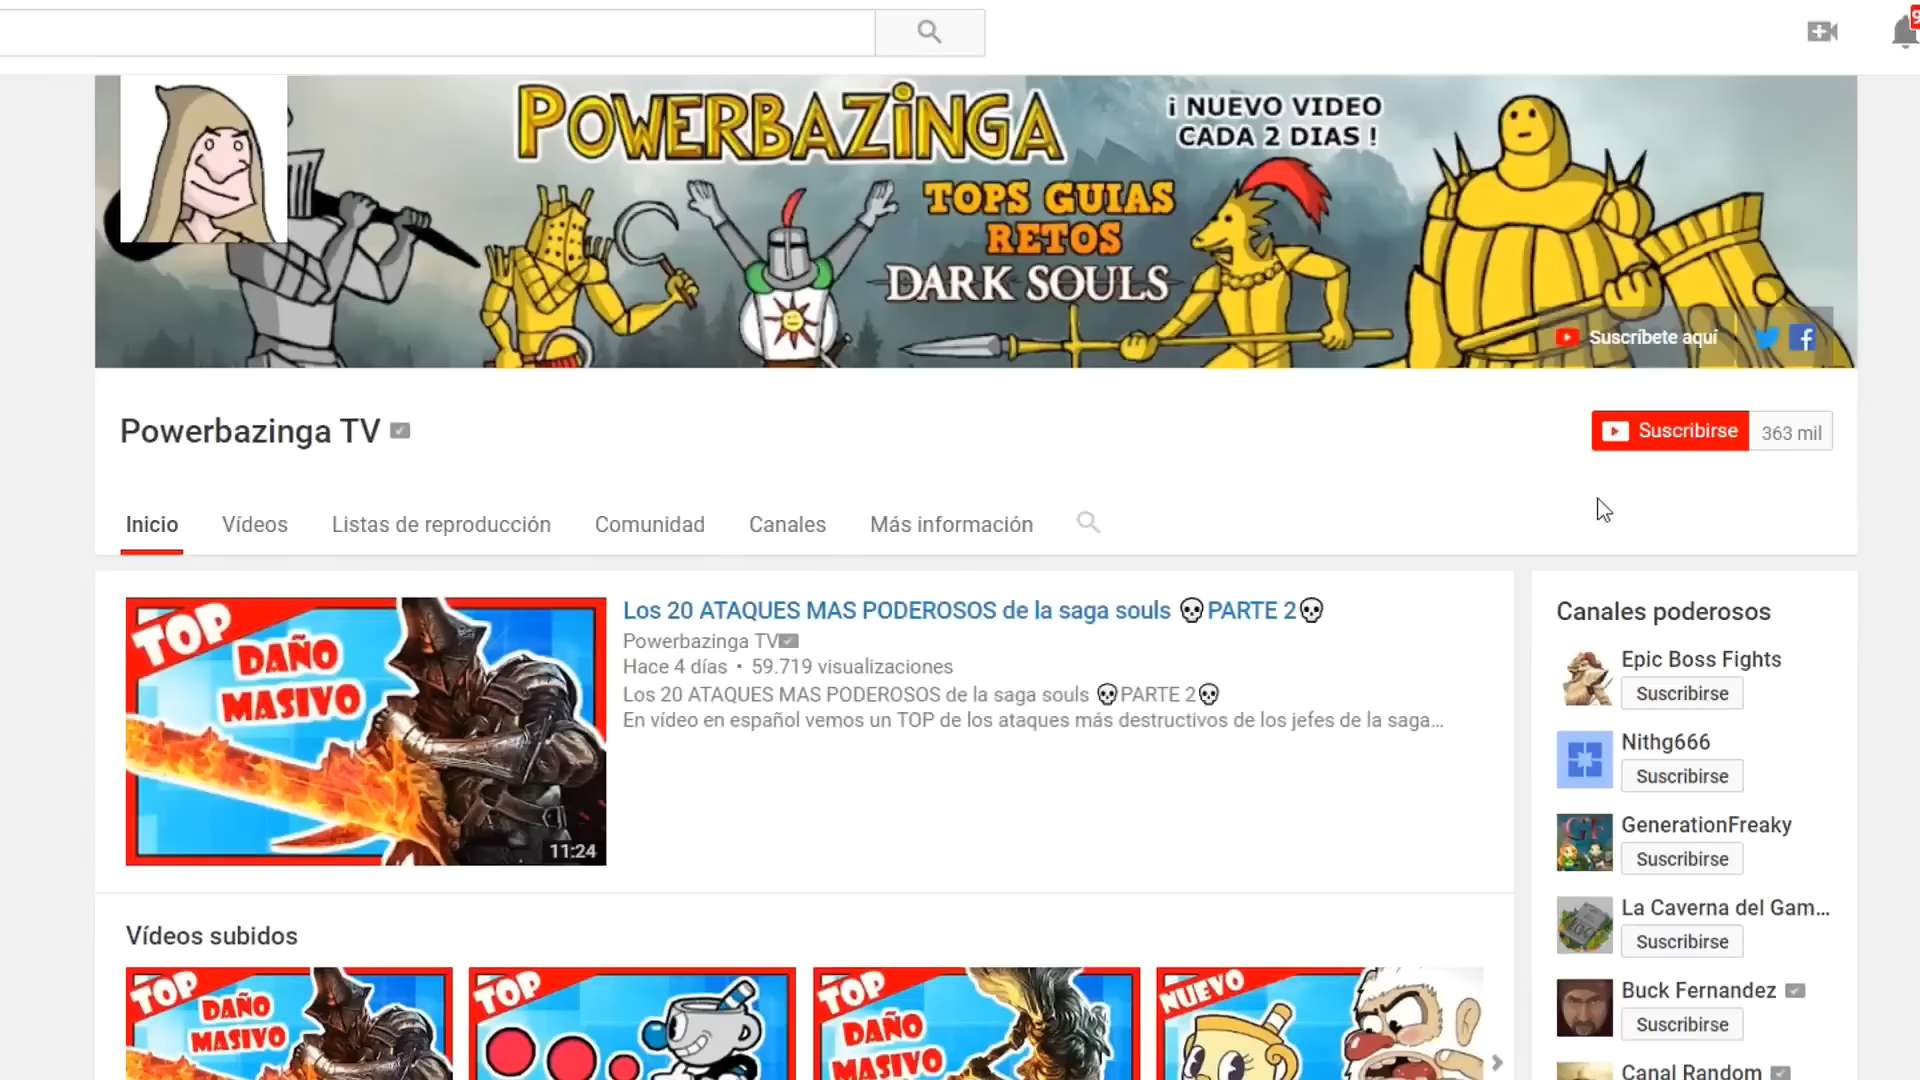 9
POWERBAZiNGA
¡ NUEVO VIDEO
CADA 2 DIAS !
TOPS GUIAS
RETOS
DARK SOULS
Suscríbete aquí
Powerbazinga TV
Suscribirse
363 mil
Inicio
Vídeos
Listas de reproducción
Comunidad
Canales
Más información
TOP
DAÑO
MASIVO
11:24
Los 20 ATAQUES MAS PODEROSOS de la saga souls 💀PARTE 2💀
Powerbazinga TV
Hace 4 días • 59.719 visualizaciones
Los 20 ATAQUES MAS PODEROSOS de la saga souls 💀PARTE 2💀
En vídeo en español vemos un TOP de los ataques más destructivos de los jefes de la saga...
Canales poderosos
Epic Boss Fights
Suscribirse
Nithg666
Suscribirse
GF
GenerationFreaky
Suscribirse
La Caverna del Gam...
Suscribirse
Buck Fernandez
Suscribirse
Canal Random
Vídeos subidos
TOP
DAÑO
MASIVO
TOP
TOP
DAÑO
MASIVO
NUEVO